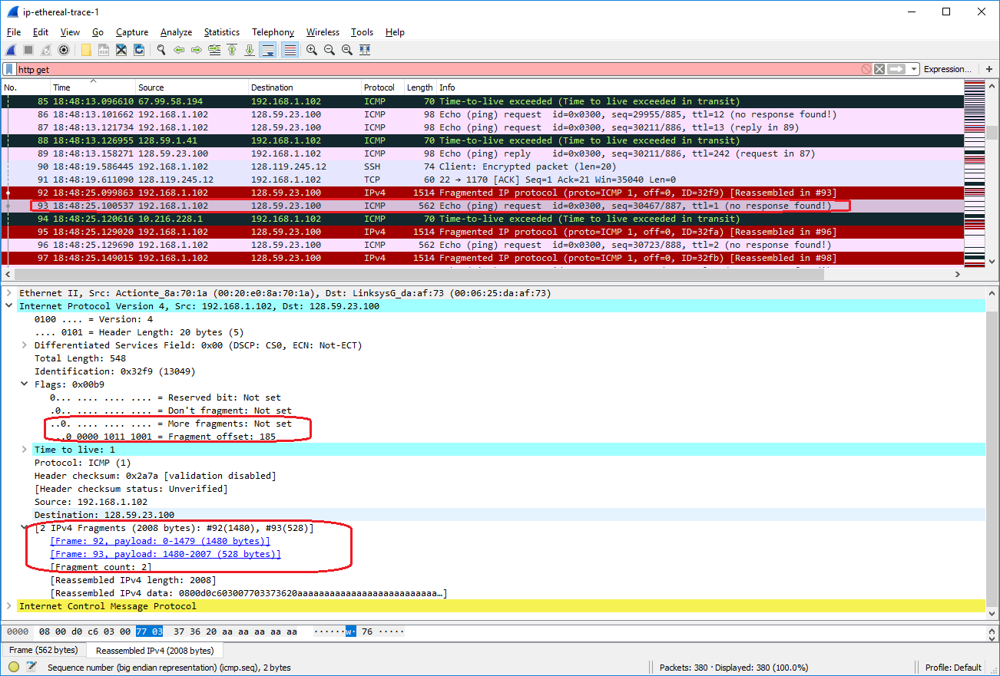 ip-ethereal-trace-1
File Edit View Go Capture Analyze Statistics Telephony Wireless Tools Help
http get Expression… +
No. Time Source Destination Protocol Length Info
85 18:48:13.096610 67.99.58.194 192.168.1.102 ICMP 70 Time-to-live exceeded (Time to live exceeded in transit)
86 18:48:13.101662 192.168.1.102 128.59.23.100 ICMP 98 Echo (ping) request id=0x0300, seq=29955/885, ttl=12 (no response found!)
87 18:48:13.121734 192.168.1.102 128.59.23.100 ICMP 98 Echo (ping) request id=0x0300, seq=30211/886, ttl=13 (reply in 89)
88 18:48:13.126955 128.59.1.41 192.168.1.102 ICMP 70 Time-to-live exceeded (Time to live exceeded in transit)
89 18:48:13.158271 128.59.23.100 192.168.1.102 ICMP 98 Echo (ping) reply id=0x0300, seq=30211/886, ttl=242 (request in 87)
90 18:48:19.586445 192.168.1.102 128.119.245.12 SSH 74 Client: Encrypted packet (len=20)
91 18:48:19.611090 128.119.245.12 192.168.1.102 TCP 60 22 → 1170 [ACK] Seq=1 Ack=21 Win=35040 Len=0
92 18:48:25.099863 192.168.1.102 128.59.23.100 IPv4 1514 Fragmented IP protocol (proto=ICMP 1, off=0, ID=32f9) [Reassembled in #93]
93 18:48:25.100537 192.168.1.102 128.59.23.100 ICMP 562 Echo (ping) request id=0x0300, seq=30467/887, ttl=1 (no response found!)
94 18:48:25.120616 10.216.228.1 192.168.1.102 ICMP 70 Time-to-live exceeded (Time to live exceeded in transit)
95 18:48:25.129020 192.168.1.102 128.59.23.100 IPv4 1514 Fragmented IP protocol (proto=ICMP 1, off=0, ID=32fa) [Reassembled in #96]
96 18:48:25.129690 192.168.1.102 128.59.23.100 ICMP 562 Echo (ping) request id=0x0300, seq=30723/888, ttl=2 (no response found!)
97 18:48:25.149015 192.168.1.102 128.59.23.100 IPv4 1514 Fragmented IP protocol (proto=ICMP 1, off=0, ID=32fb) [Reassembled in #98]
Ethernet II, Src: Actionte_8a:70:1a (00:20:e0:8a:70:1a), Dst: LinksysG_da:af:73 (00:06:25:da:af:73)
Internet Protocol Version 4, Src: 192.168.1.102, Dst: 128.59.23.100
0100 .... = Version: 4
.... 0101 = Header Length: 20 bytes (5)
Differentiated Services Field: 0x00 (DSCP: CS0, ECN: Not-ECT)
Total Length: 548
Identification: 0x32f9 (13049)
Flags: 0x00b9
0... .... .... .... = Reserved bit: Not set
.0.. .... .... .... = Don't fragment: Not set
..0. .... .... .... = More fragments: Not set
...0 0000 1011 1001 = Fragment offset: 185
Time to live: 1
Protocol: ICMP (1)
Header checksum: 0x2a7a [validation disabled]
[Header checksum status: Unverified]
Source: 192.168.1.102
Destination: 128.59.23.100
[2 IPv4 Fragments (2008 bytes): #92(1480), #93(528)]
[Frame: 92, payload: 0-1479 (1480 bytes)]
[Frame: 93, payload: 1480-2007 (528 bytes)]
[Fragment count: 2]
[Reassembled IPv4 length: 2008]
[Reassembled IPv4 data: 0800d0c603007703373620aaaaaaaaaaaaaaaaaaaaaaaaaa…]
Internet Control Message Protocol
0000 08 00 d0 c6 03 00 77 03 37 36 20 aa aa aa aa aa ······w· 76 ·····
Frame (562 bytes) Reassembled IPv4 (2008 bytes)
Sequence number (big endian representation) (icmp.seq), 2 bytes Packets: 380 · Displayed: 380 (100.0%) Profile: Default